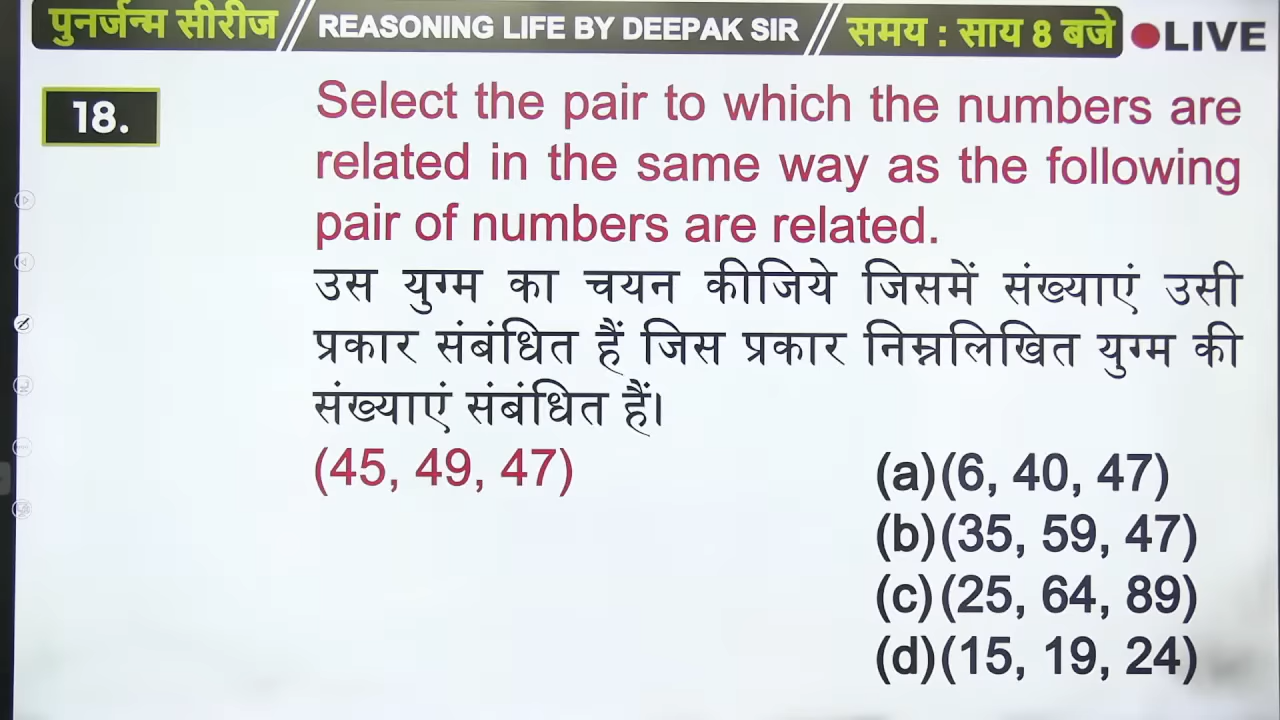 पुनर्जन्म सीरीज // REASONING LIFE BY DEEPAK SIR // समय : साय 8 बजे LIVE
18.
Select the pair to which the numbers are
related in the same way as the following
pair of numbers are related.
उस युग्म का चयन कीजिये जिसमें संख्याएं उसी
प्रकार संबंधित हैं जिस प्रकार निम्नलिखित युग्म की
संख्याएं संबंधित हैं।
(45, 49, 47)
(a)(6, 40, 47)
(b)(35, 59, 47)
(c)(25, 64, 89)
(d)(15, 19, 24)